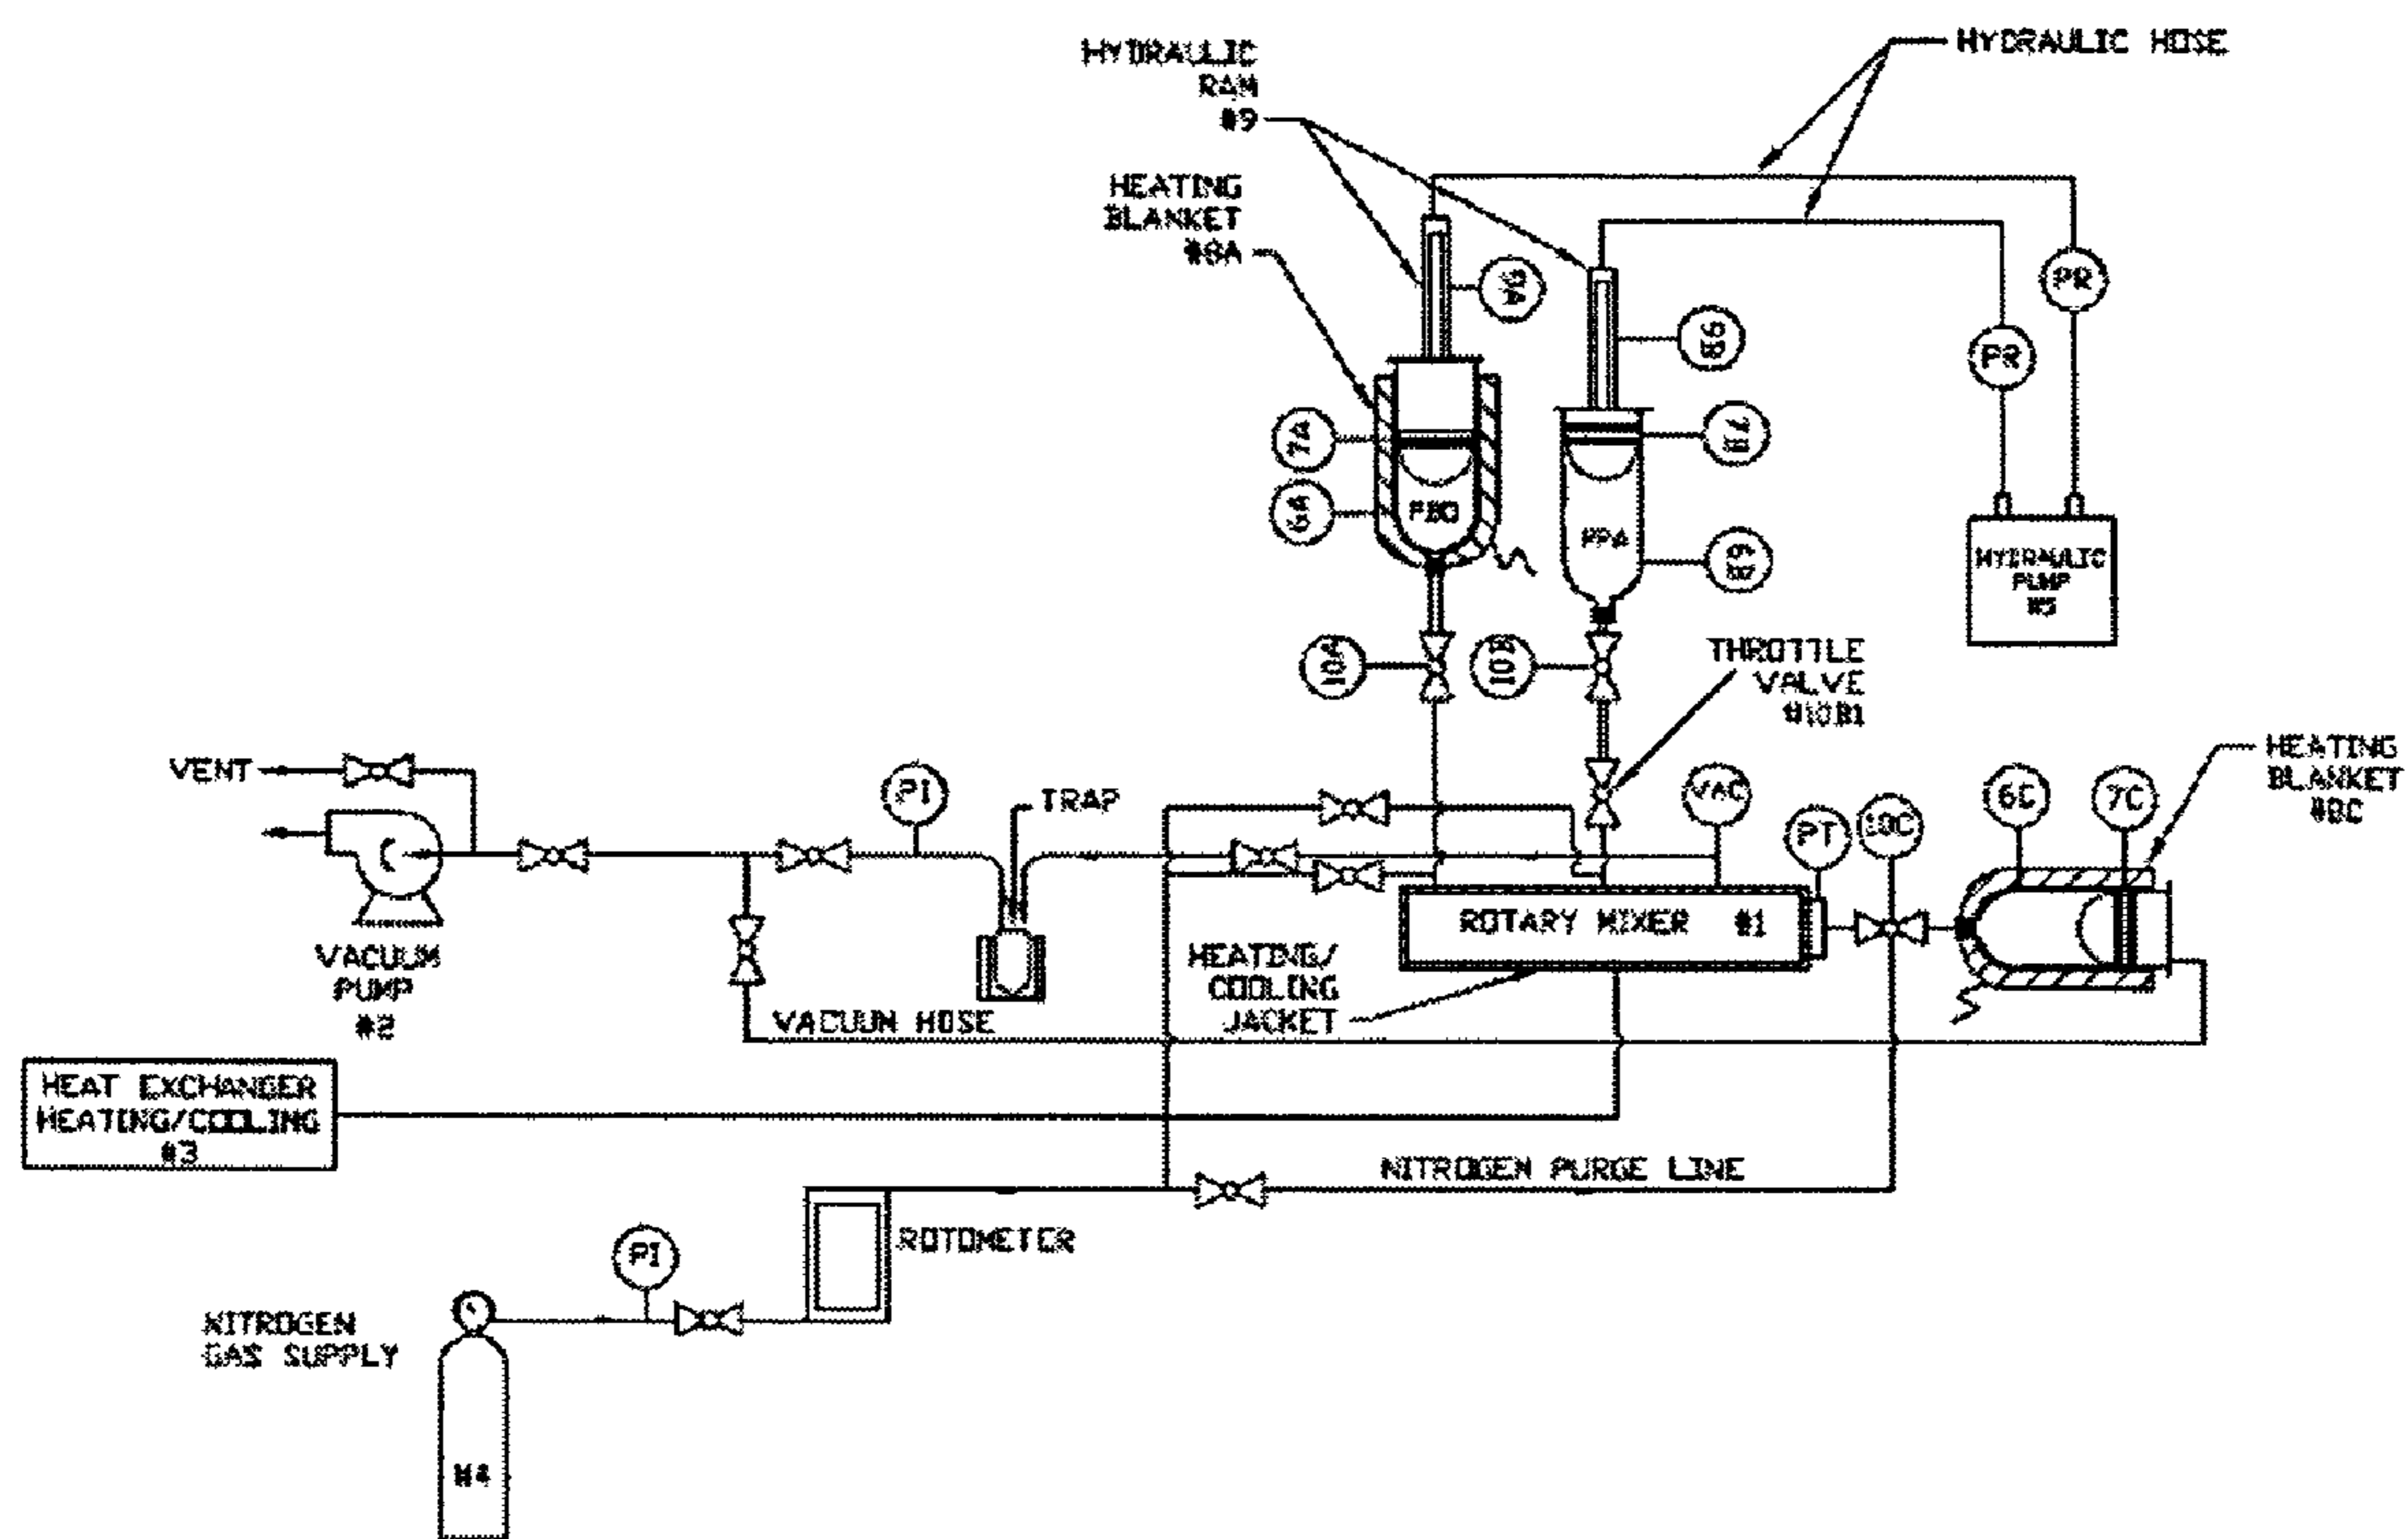 HYDRAULIC HOSE
HYDRAULIC
RAM
#9
HEATING
BLANKET
#8A
9A
PR
9B
PR
7A
7B
6A
PPA
6B
HYDRAULIC
PUMP
#5
10A
10B
THROTTLE
VALVE
#10B1
HEATING
BLANKET
#8C
VENT
PI
TRAP
VAC
PT
10C
6C
7C
ROTARY MIXER #1
VACUUM
PUMP
#2
HEATING/
COOLING
JACKET
VACUUM HOSE
HEAT EXCHANGER
HEATING/COOLING
#3
NITROGEN PURGE LINE
ROTOMETER
PI
NITROGEN
GAS SUPPLY
#4